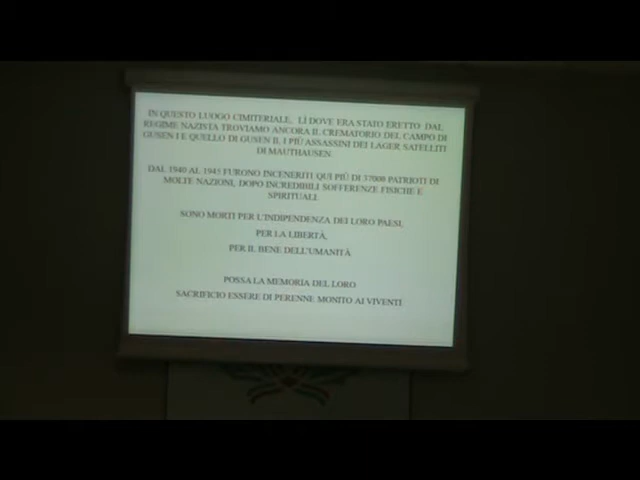 IN QUESTO LUOGO CIMITERIALE, LÌ DOVE ERA STATO ERETTO DAL
REGIME NAZISTA TROVIAMO ANCORA IL CREMATORIO DEL CAMPO DI
GUSEN I E QUELLO DI GUSEN II, I PIÙ ASSASSINI DEI LAGER SATELLITI
DI MAUTHAUSEN.
DAL 1940 AL 1945 FURONO INCENERITI QUI PIÙ DI 37000 PATRIOTI DI
MOLTE NAZIONI, DOPO INCREDIBILI SOFFERENZE FISICHE E
SPIRITUALI.
SONO MORTI PER L'INDIPENDENZA DEI LORO PAESI,
PER LA LIBERTÀ,
PER IL BENE DELL'UMANITÀ
POSSA LA MEMORIA DEL LORO
SACRIFICIO ESSERE DI PERENNE MONITO AI VIVENTI